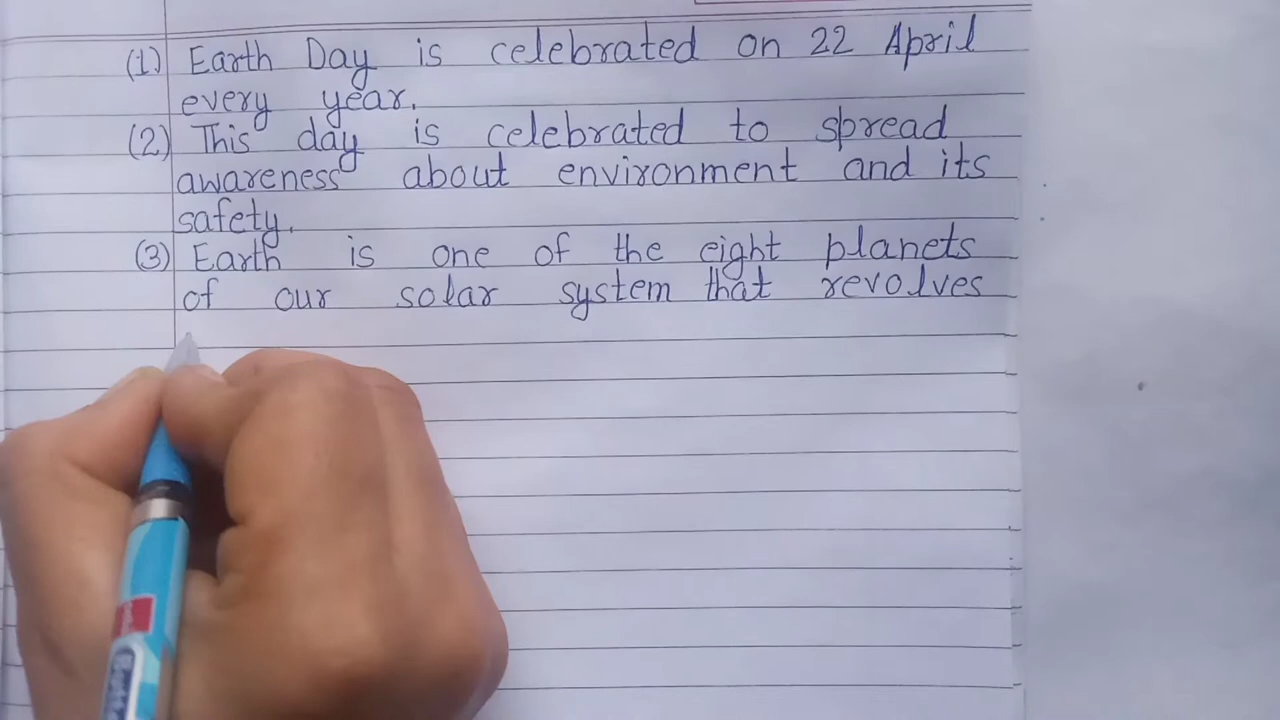 (1) Earth Day is celebrated on 22 April
every year.
(2) This day is celebrated to spread
awareness about environment and its
safety.
(3) Earth is one of the eight planets
of our solar system that revolves